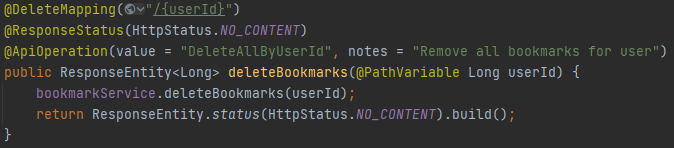 @DeleteMapping("/{userId}")
@ResponseStatus(HttpStatus.NO_CONTENT)
@ApiOperation(value = "DeleteAllByUserId", notes = "Remove all bookmarks for user")
public ResponseEntity<Long> deleteBookmarks(@PathVariable Long userId) {
    bookmarkService.deleteBookmarks(userId);
    return ResponseEntity.status(HttpStatus.NO_CONTENT).build();
}